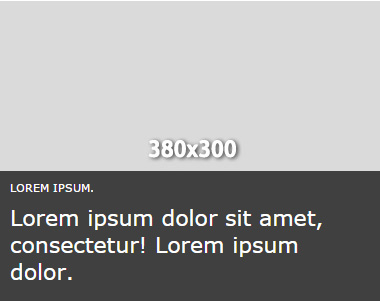 380x300
LOREM IPSUM.
Lorem ipsum dolor sit amet,
consectetur! Lorem ipsum
dolor.